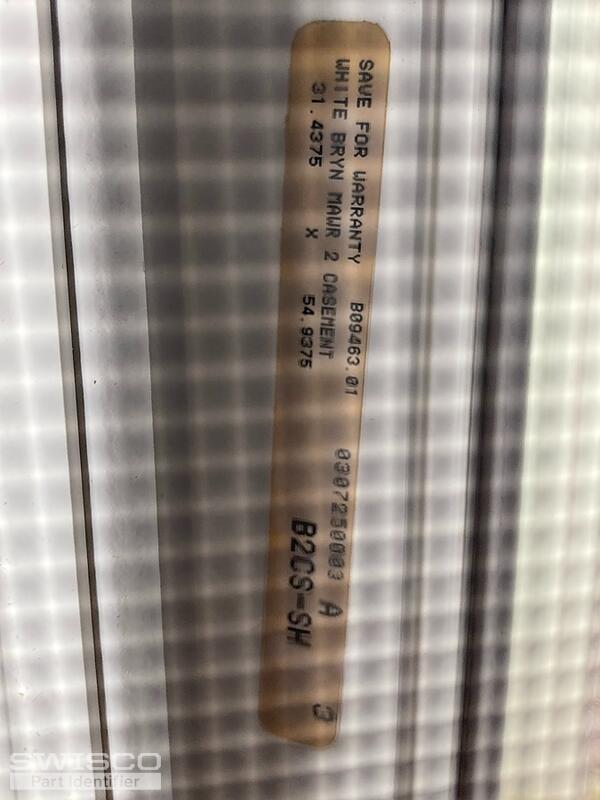 SAVE FOR WARRANTY B09463.01 0307250003 A
WHITE BRYN MAWR 2 CASEMENT
31.4375 X 54.9375 B2CS-SH 3
SWISCO
Part Identifier